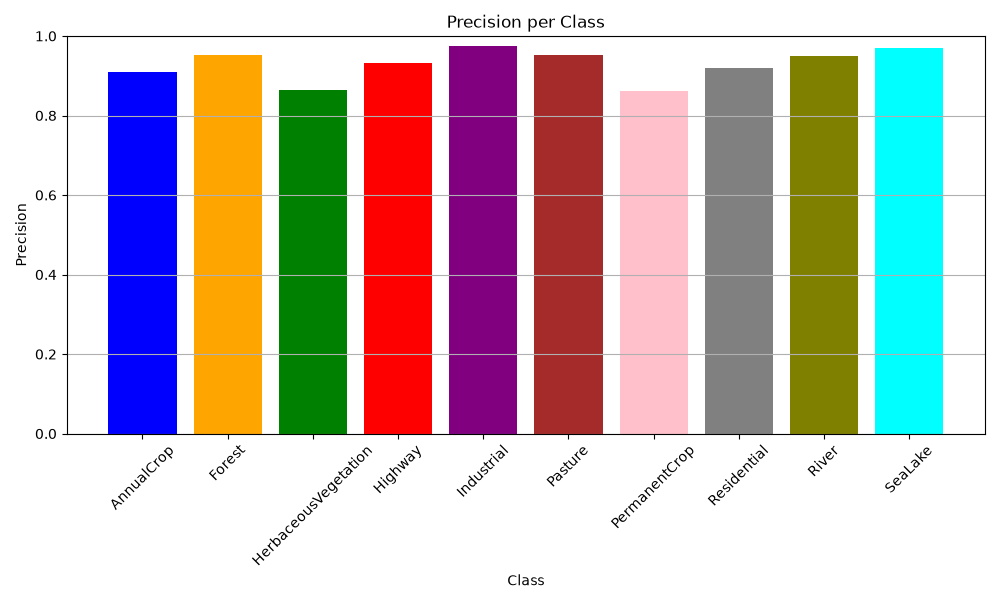 Precision per Class
1.0
0.8
0.6
0.4
0.2
0.0
Precision
AnnualCrop
Forest
HerbaceousVegetation
Highway
Industrial
Pasture
PermanentCrop
Residential
River
SeaLake
Class